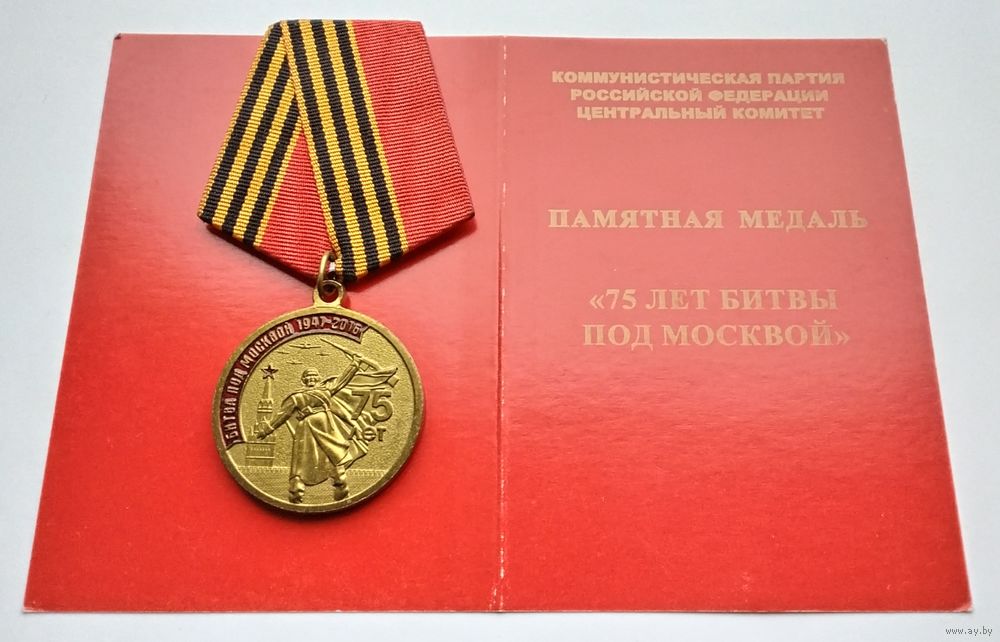 БИТВА ПОД МОСКВОЙ 1941-2016
75
ЛЕТ
КОММУНИСТИЧЕСКАЯ ПАРТИЯ
РОССИЙСКОЙ ФЕДЕРАЦИИ
ЦЕНТРАЛЬНЫЙ КОМИТЕТ
ПАМЯТНАЯ МЕДАЛЬ
«75 ЛЕТ БИТВЫ
ПОД МОСКВОЙ»
www.ay.by